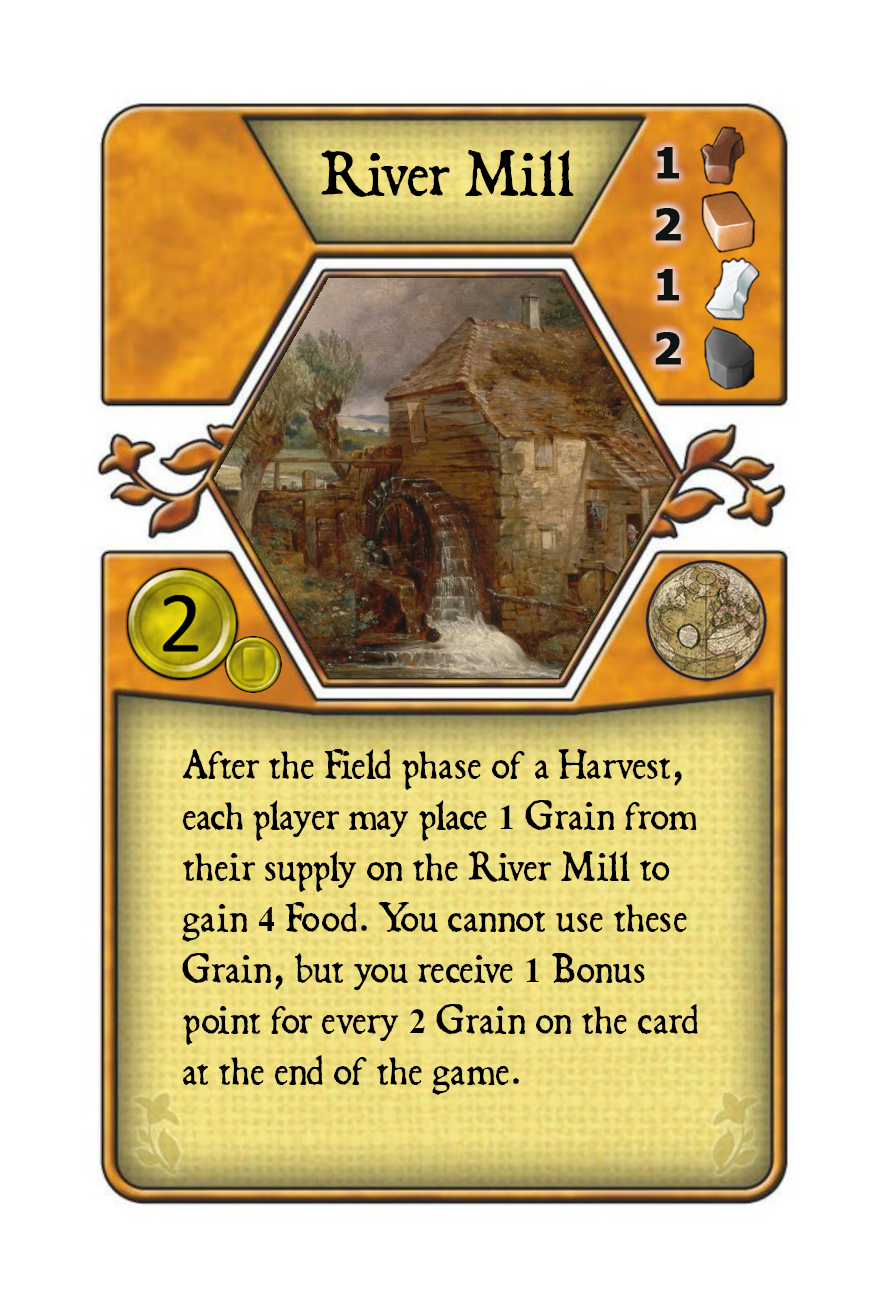 River Mill
1
2
1
2
2
After the Field phase of a Harvest,
each player may place 1 Grain from
their supply on the River Mill to
gain 4 Food. You cannot use these
Grain, but you receive 1 Bonus
point for every 2 Grain on the card
at the end of the game.